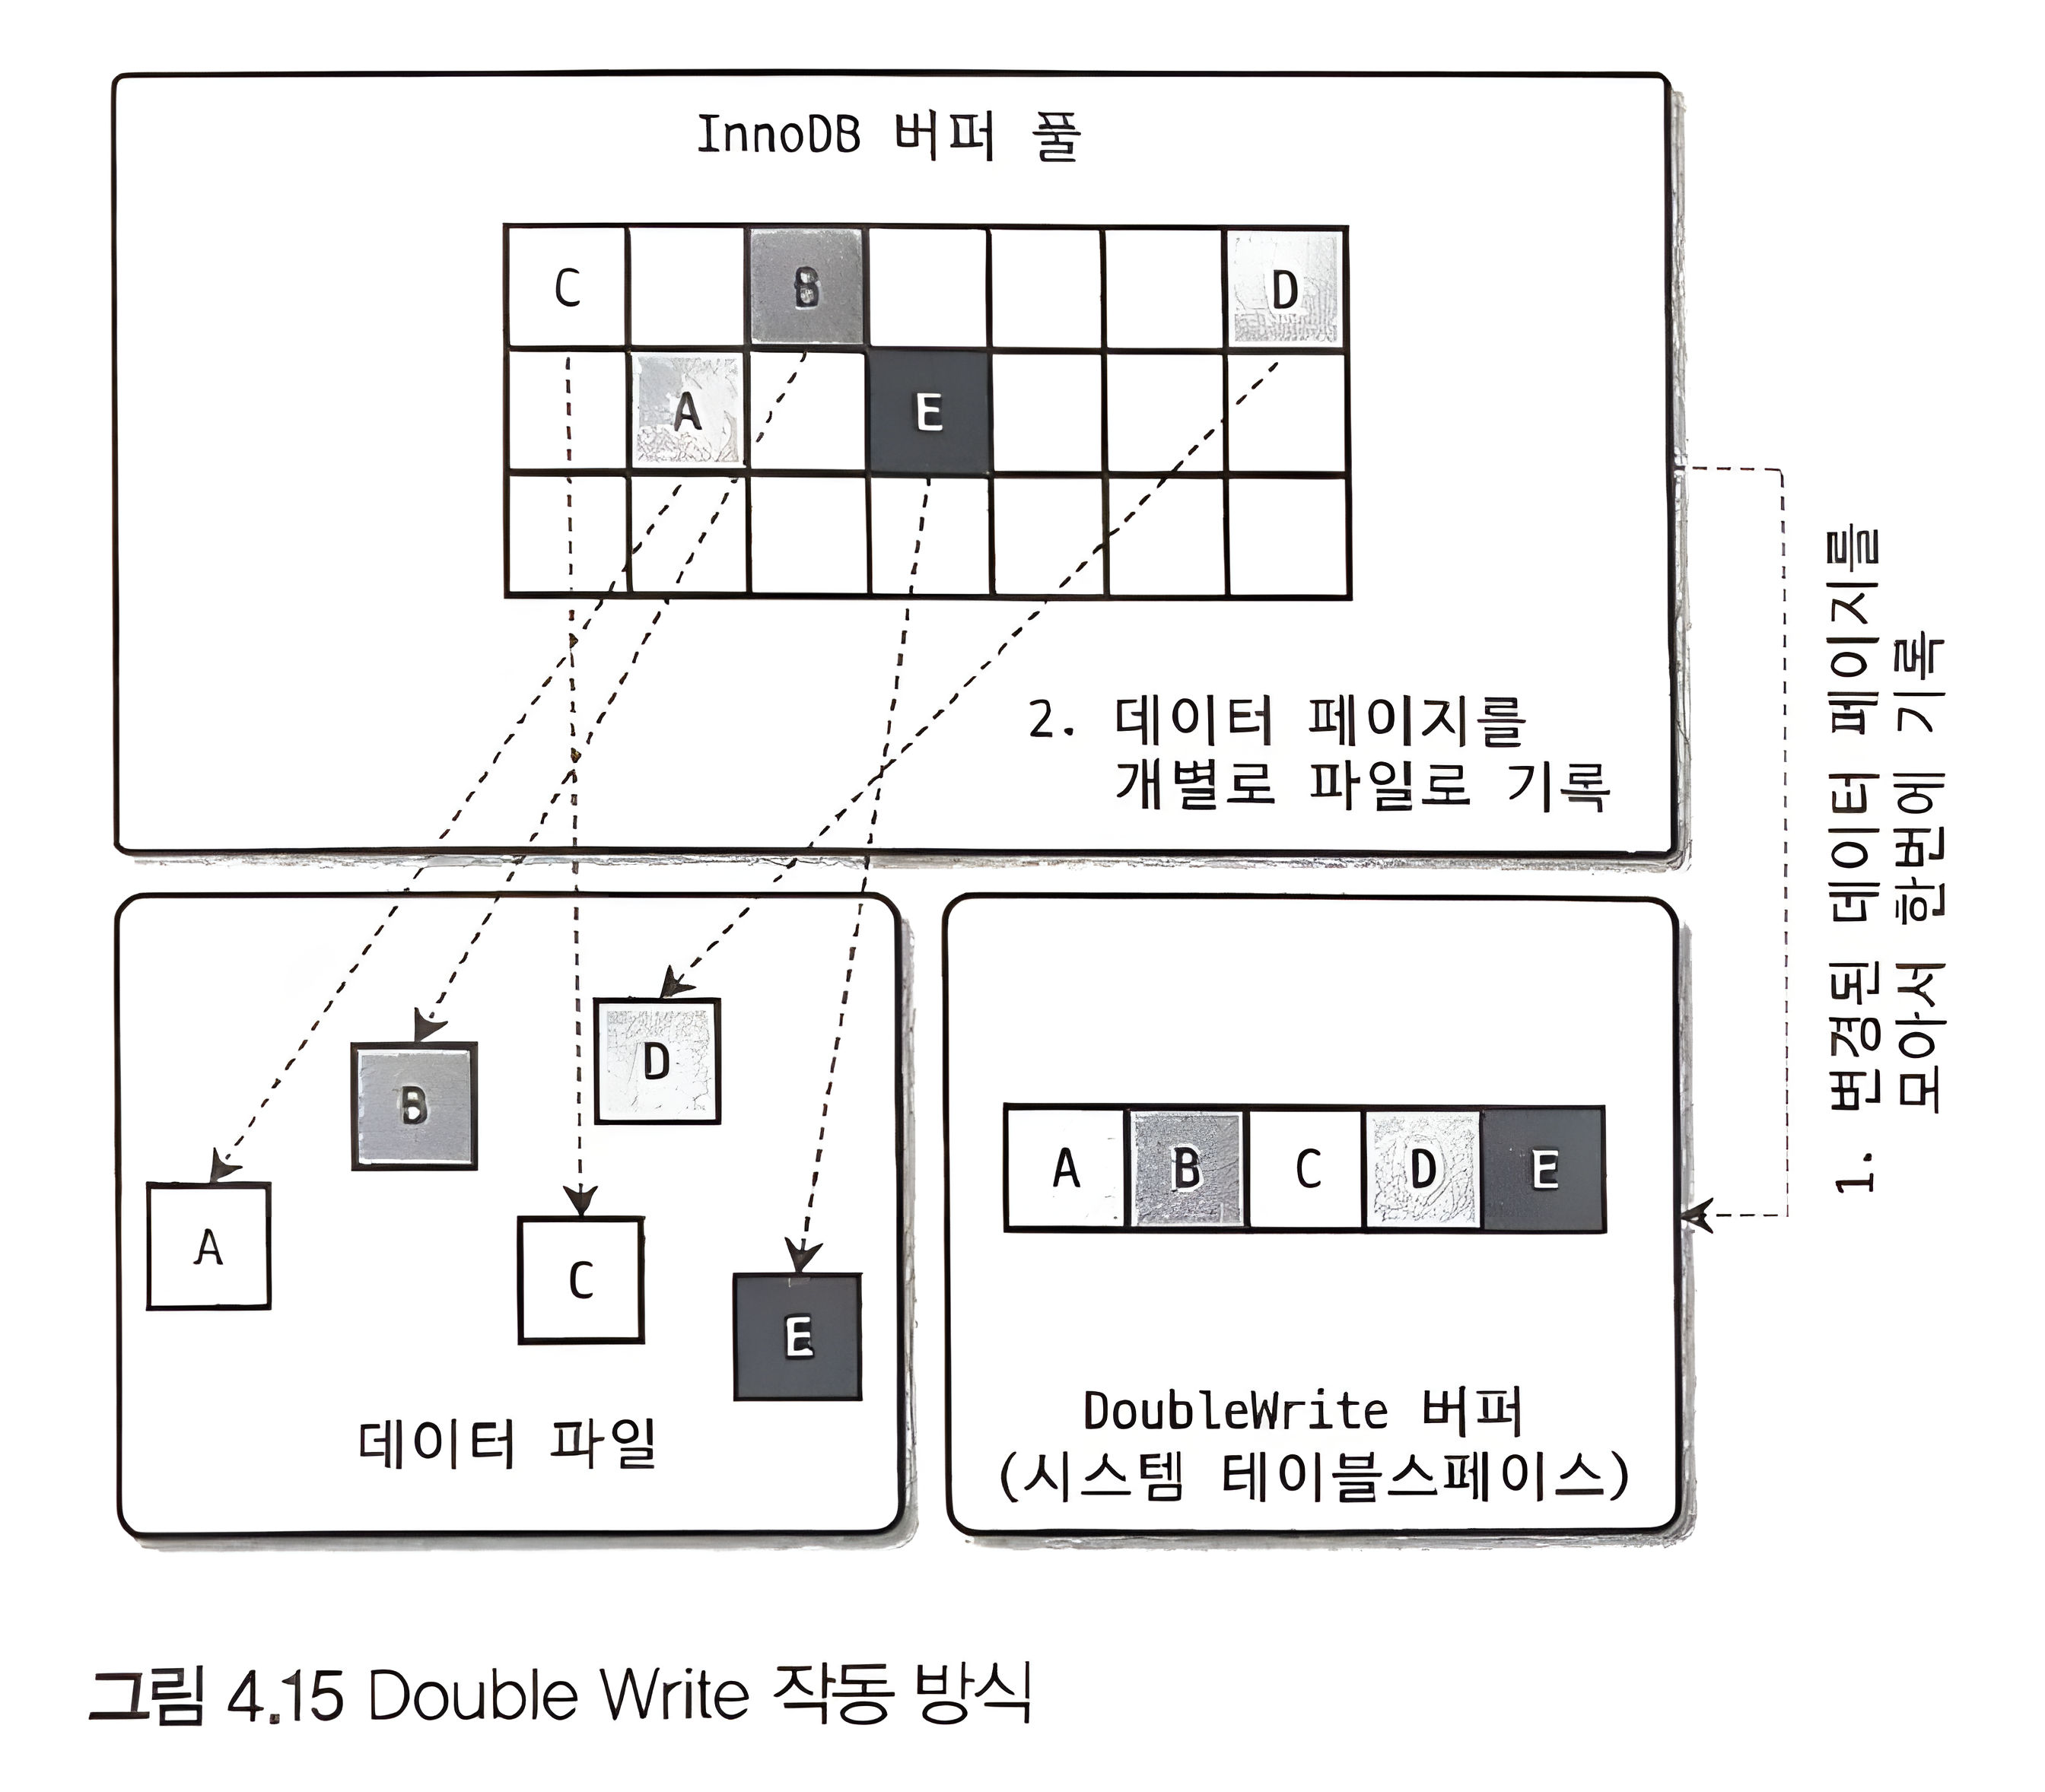 InnoDB 버퍼 풀
C
B
D
A
E
2. 데이터 페이지를
개별로 파일로 기록
1. 변경된 데이터 페이지를
모아서 한번에 기록
D
B
A
C
E
데이터 파일
A B C D E
DoubleWrite 버퍼
(시스템 테이블스페이스)
그림 4.15 Double Write 작동 방식